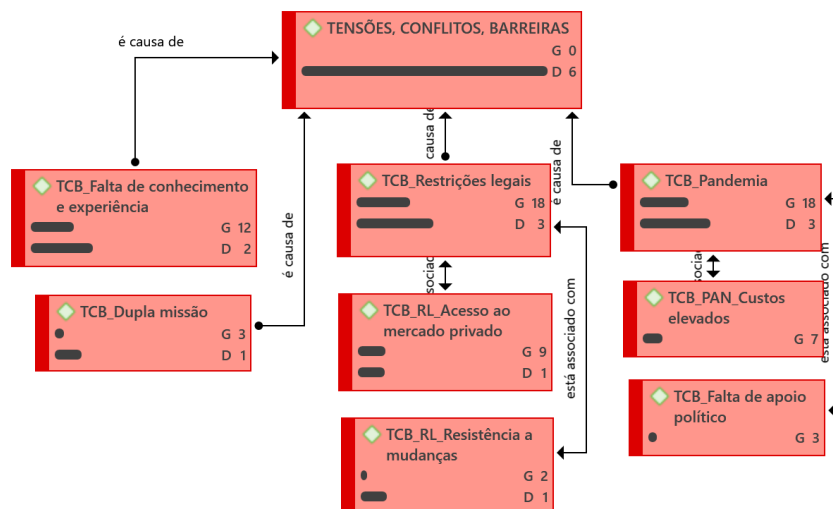 TENSÕES, CONFLITOS, BARREIRAS
G 0
D 6
é causa de
causa de
é causa de
é causa de
TCB_Falta de conhecimento
e experiência
G 12
D 2
TCB_Restrições legais
G 18
D 3
TCB_Pandemia
G 18
D 3
TCB_Dupla missão
G 3
D 1
TCB_RL_Acesso ao
mercado privado
G 9
D 1
está associado com
TCB_PAN_Custos
elevados
G 7
está associado com
TCB_Falta de apoio
político
G 3
TCB_RL_Resistência a
mudanças
G 2
D 1